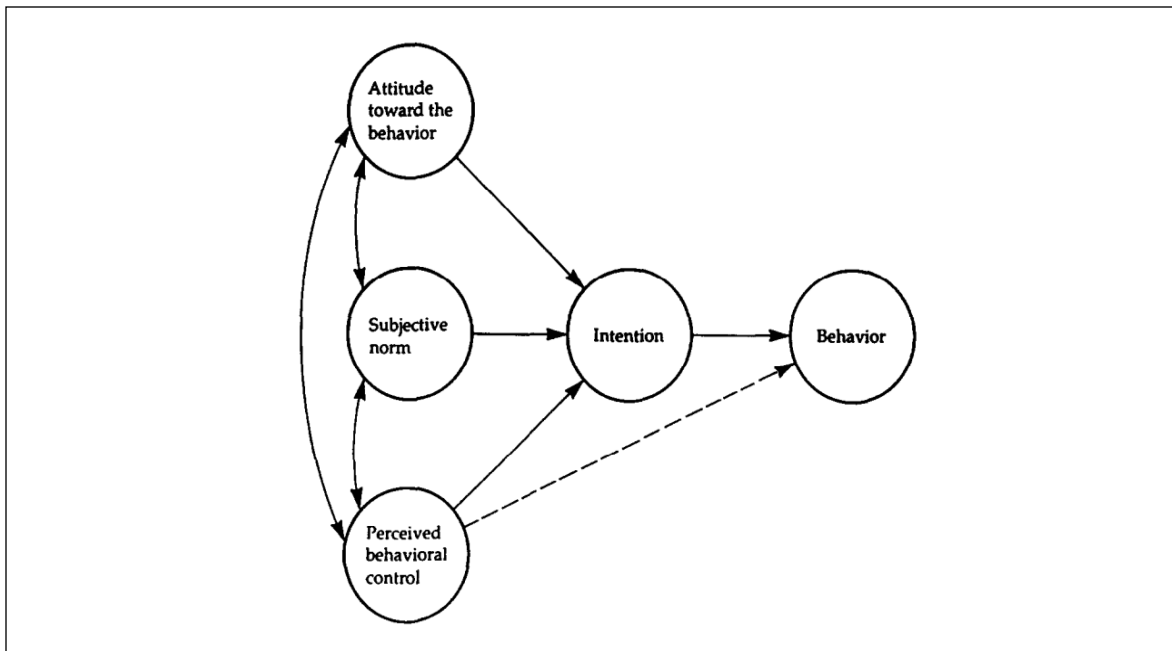 Attitude
toward the
behavior
Subjective
norm
Intention
Behavior
Perceived
behavioral
control